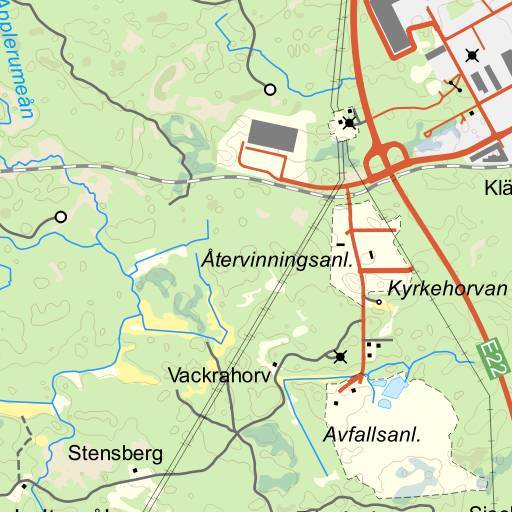 Applerumeån
Klä
Återvinningsanl.
Kyrkehorvan
E22
Vackrahorv
Avfallsanl.
Stensberg